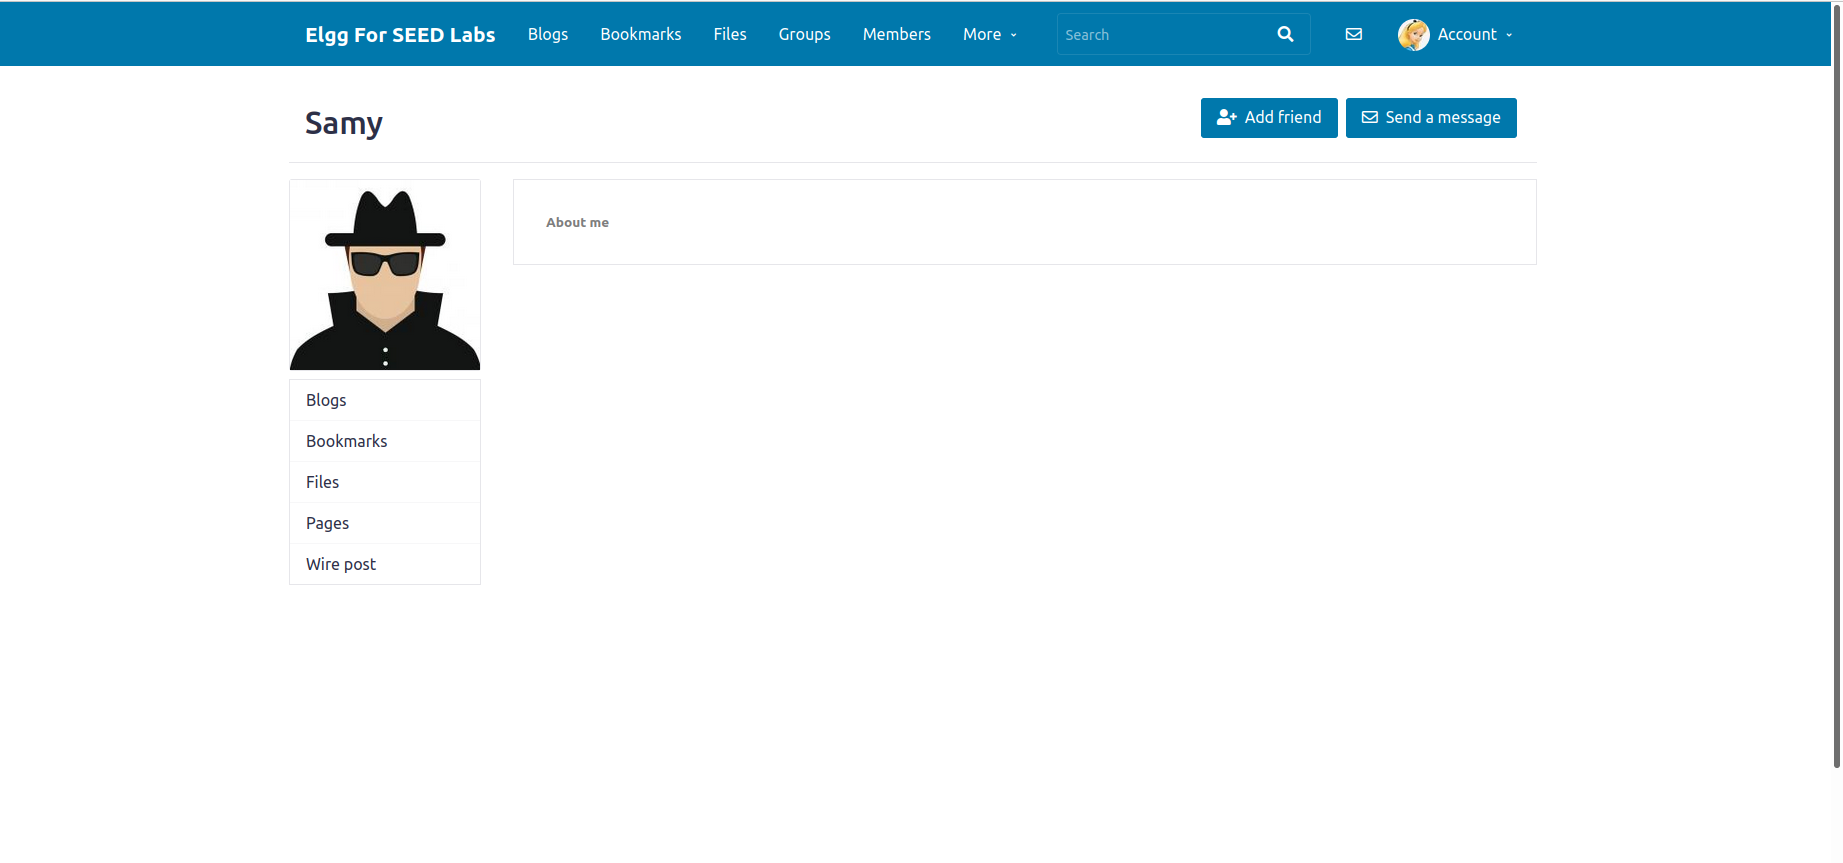 Elgg For SEED Labs Blogs Bookmarks Files Groups Members More Search Account
Samy
Add friend Send a message
About me
Blogs
Bookmarks
Files
Pages
Wire post